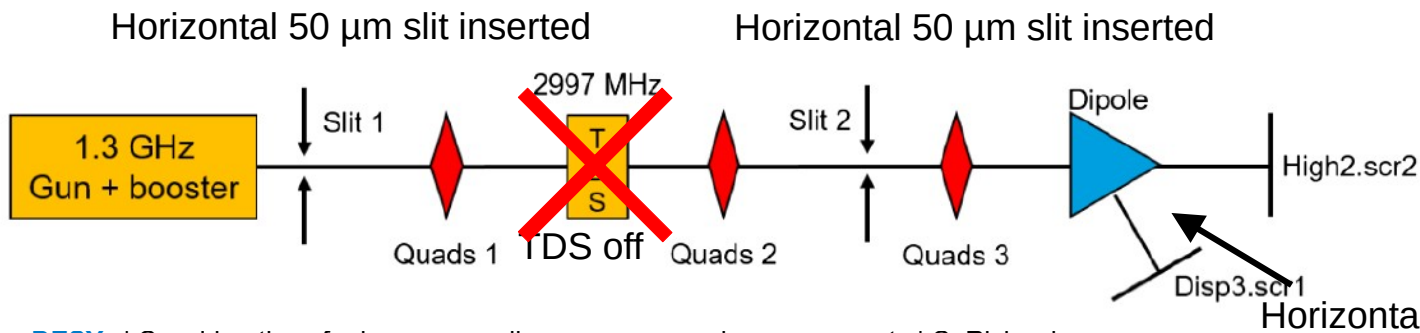 Horizontal 50 µm slit inserted
Horizontal 50 µm slit inserted
2997 MHz
Slit 1
Slit 2
Dipole
1.3 GHz
Gun + booster
T
S
High2.scr2
Quads 1
TDS off
Quads 2
Quads 3
Disp3.scr1
Horizonta